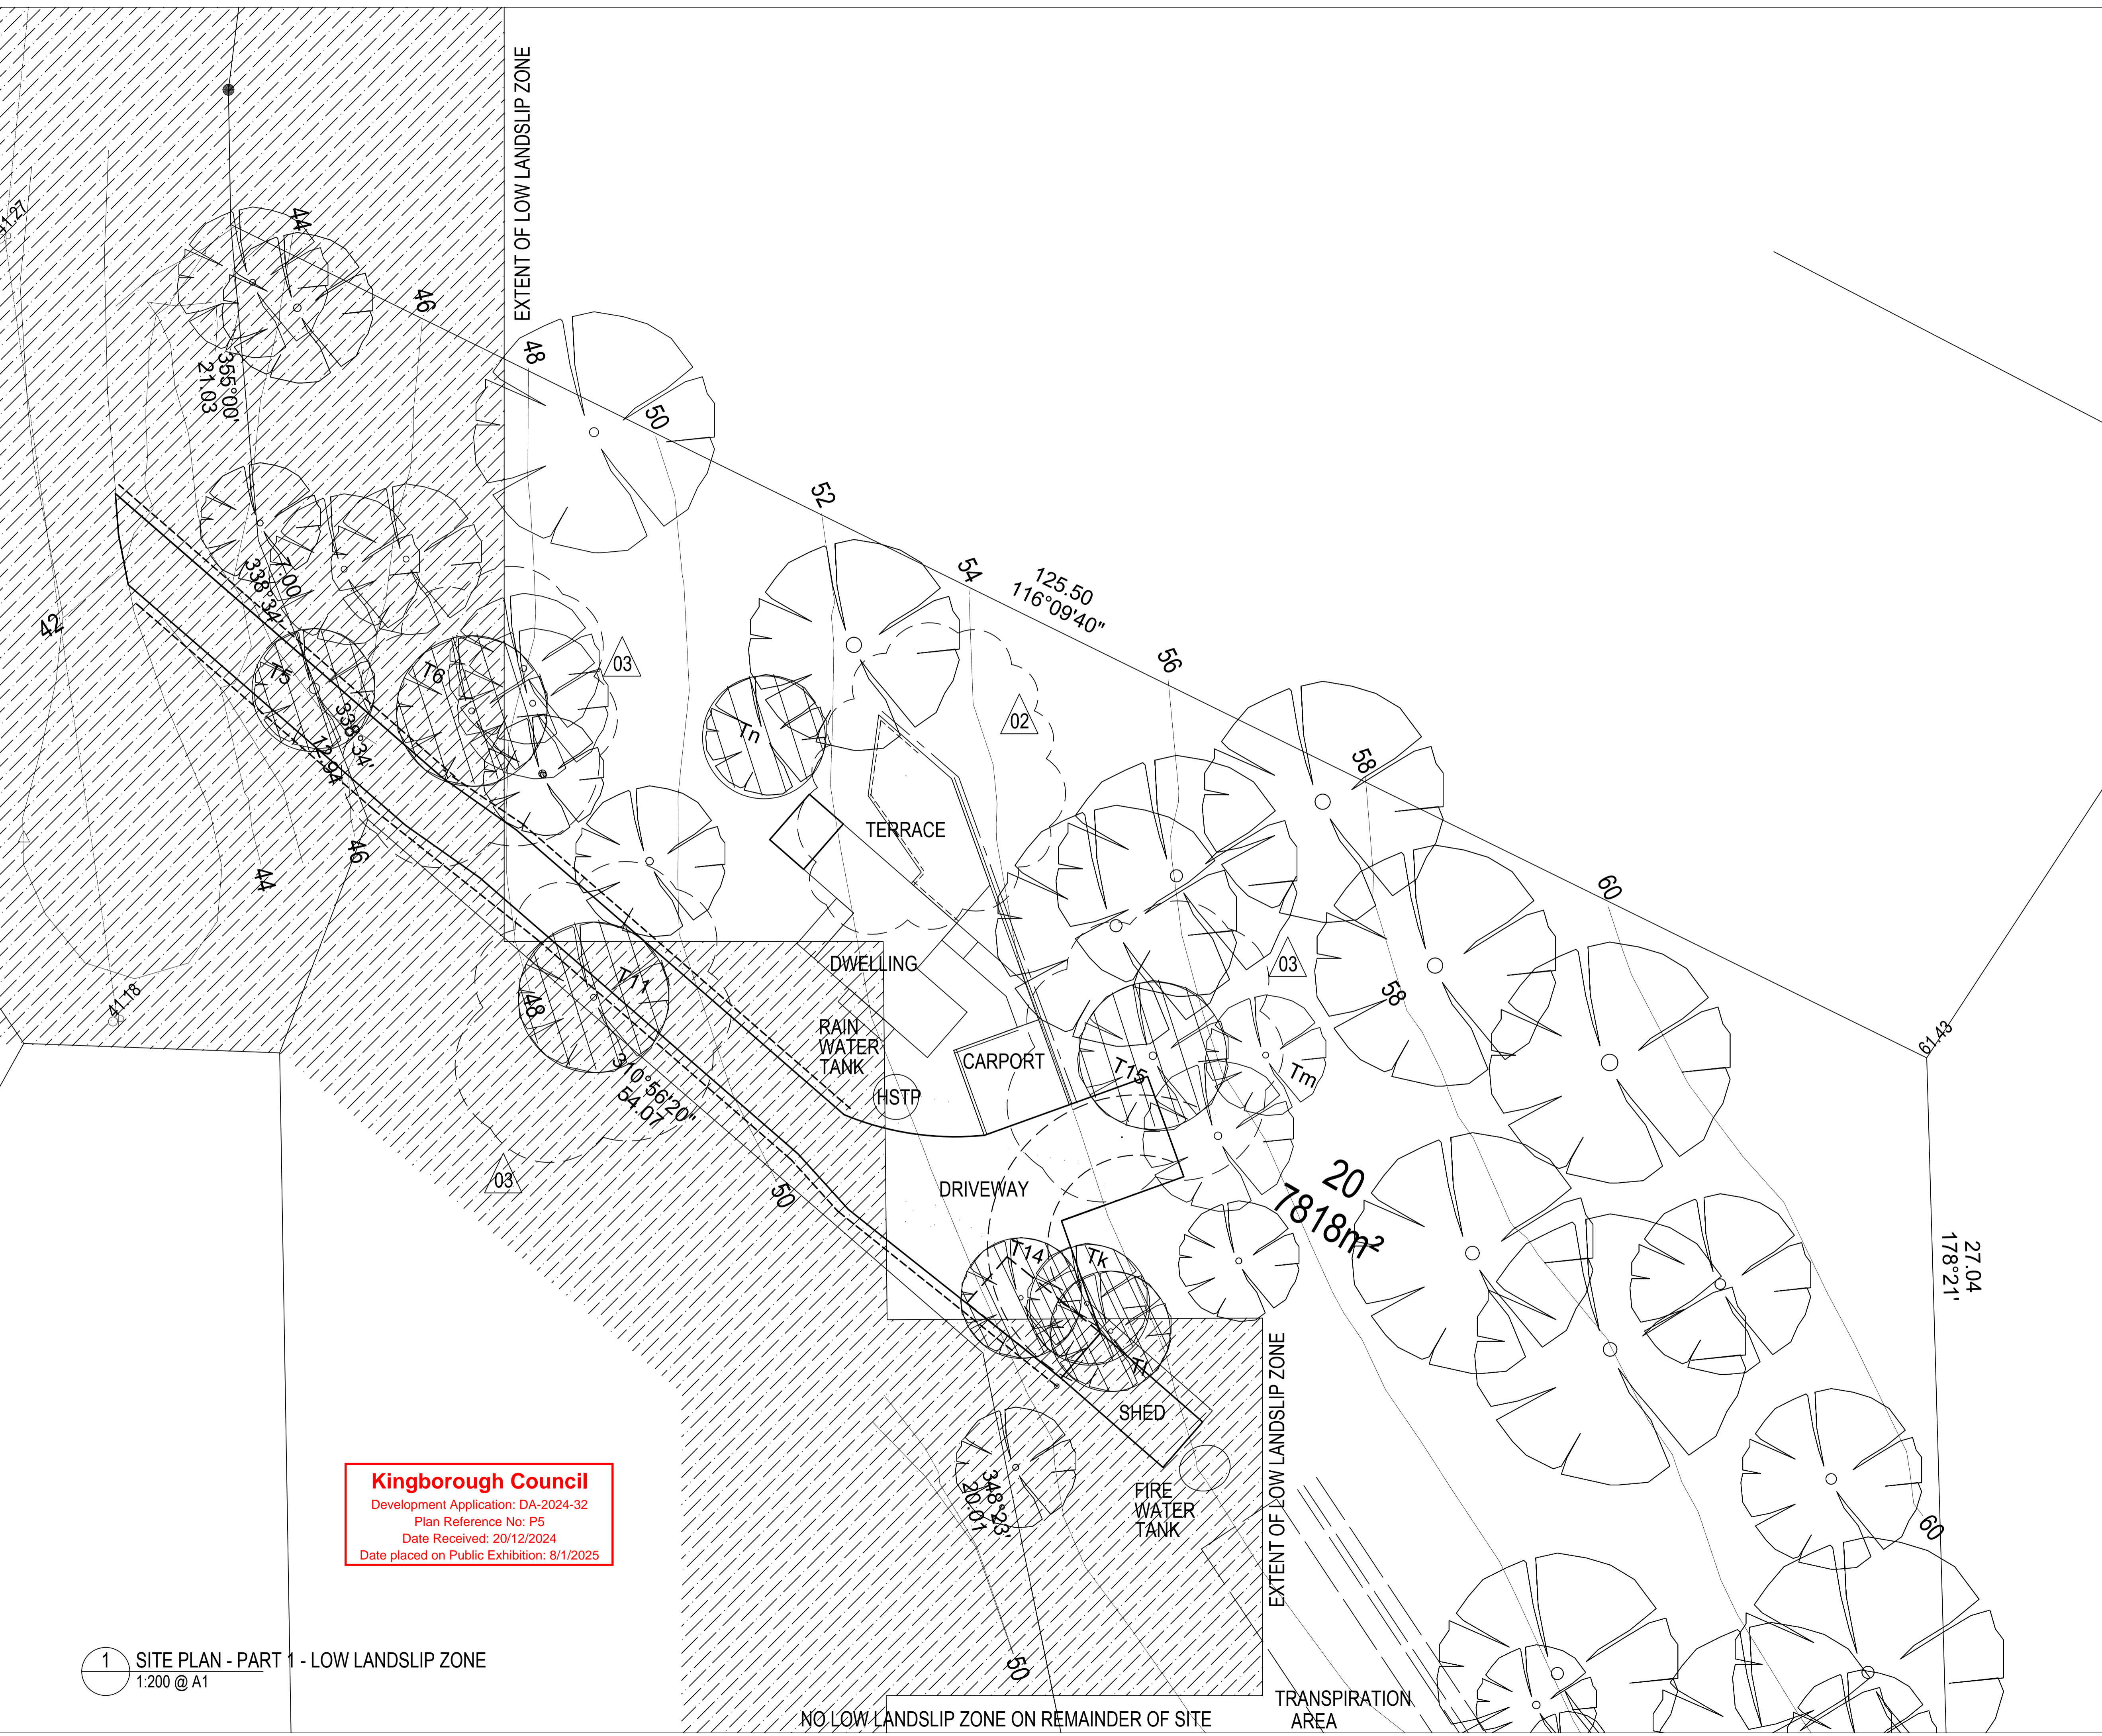 EXTENT OF LOW LANDSLIP ZONE
44
46
48
50
52
54
56
58
60
355°00'
21.03
7.00
338°34'
42
T5
T6
338°34'
12.94
46
44
41.18
03
Tn
02
125.50
116°09'40"
TERRACE
DWELLING
RAIN
WATER
TANK
HSTP
CARPORT
T15
Tm
03
58
61.43
T11
48
310°56'20"
54.07
03
50
DRIVEWAY
20
7818m²
27.04
178°21'
T14
Tk
Tl
SHED
FIRE
WATER
TANK
348°23'
20.01
EXTENT OF LOW LANDSLIP ZONE
60
50
TRANSPIRATION
AREA
NO LOW LANDSLIP ZONE ON REMAINDER OF SITE
Kingborough Council
Development Application: DA-2024-32
Plan Reference No: P5
Date Received: 20/12/2024
Date placed on Public Exhibition: 8/1/2025
1
SITE PLAN - PART 1 - LOW LANDSLIP ZONE
1:200 @ A1